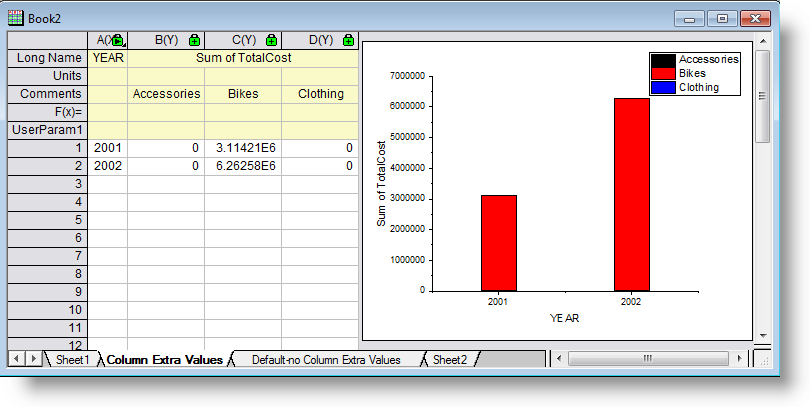 Book2
A(X) B(Y) C(Y) D(Y)
Long Name YEAR Sum of TotalCost
Units
Comments Accessories Bikes Clothing
F(x)=
UserParam1
1 2001 0 3.11421E6 0
2 2002 0 6.26258E6 0
3
4
5
6
7
8
9
10
11
12
Accessories
Bikes
Clothing
7000000
6000000
5000000
4000000
3000000
2000000
1000000
0
Sum of TotalCost
2001 2002
YEAR
Sheet1 Column Extra Values Default-no Column Extra Values Sheet2